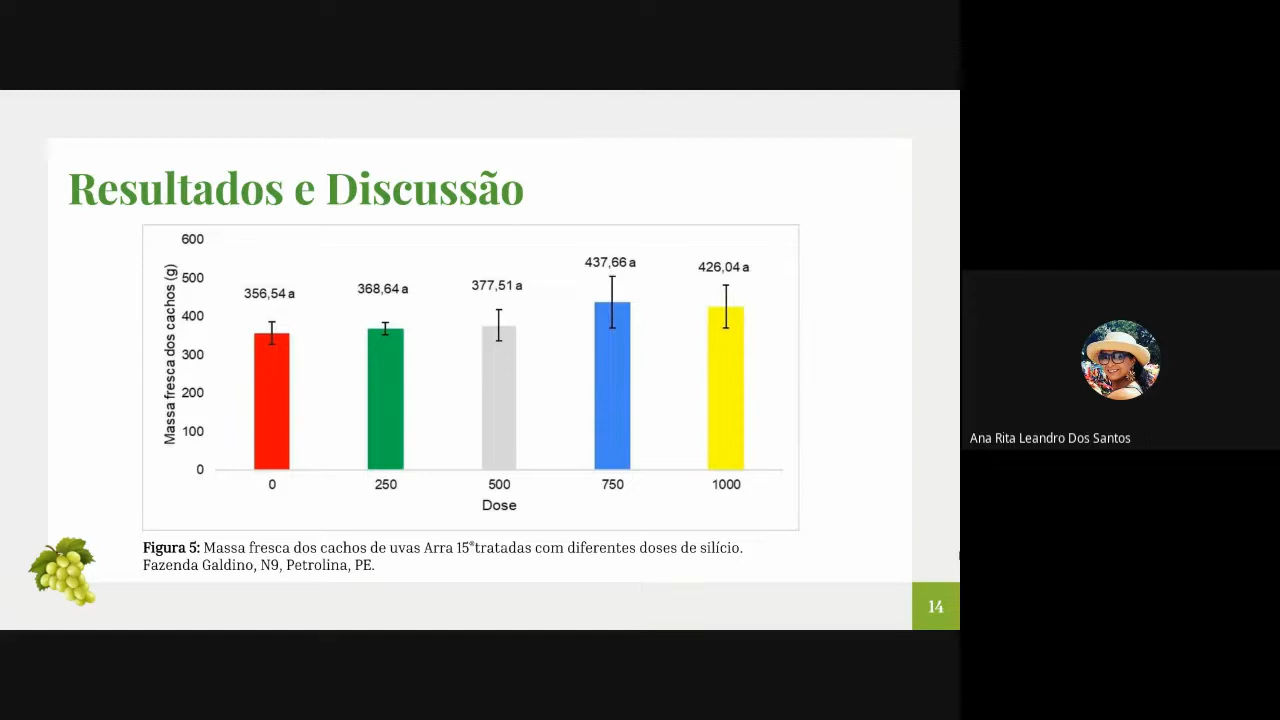 Resultados e Discussão
Massa fresca dos cachos (g)
600
500
400
300
200
100
0
356,54 a
368,64 a
377,51 a
437,66 a
426,04 a
0
250
500
750
1000
Dose
Figura 5: Massa fresca dos cachos de uvas Arra 15®tratadas com diferentes doses de silício.
Fazenda Galdino, N9, Petrolina, PE.
14
Ana Rita Leandro Dos Santos